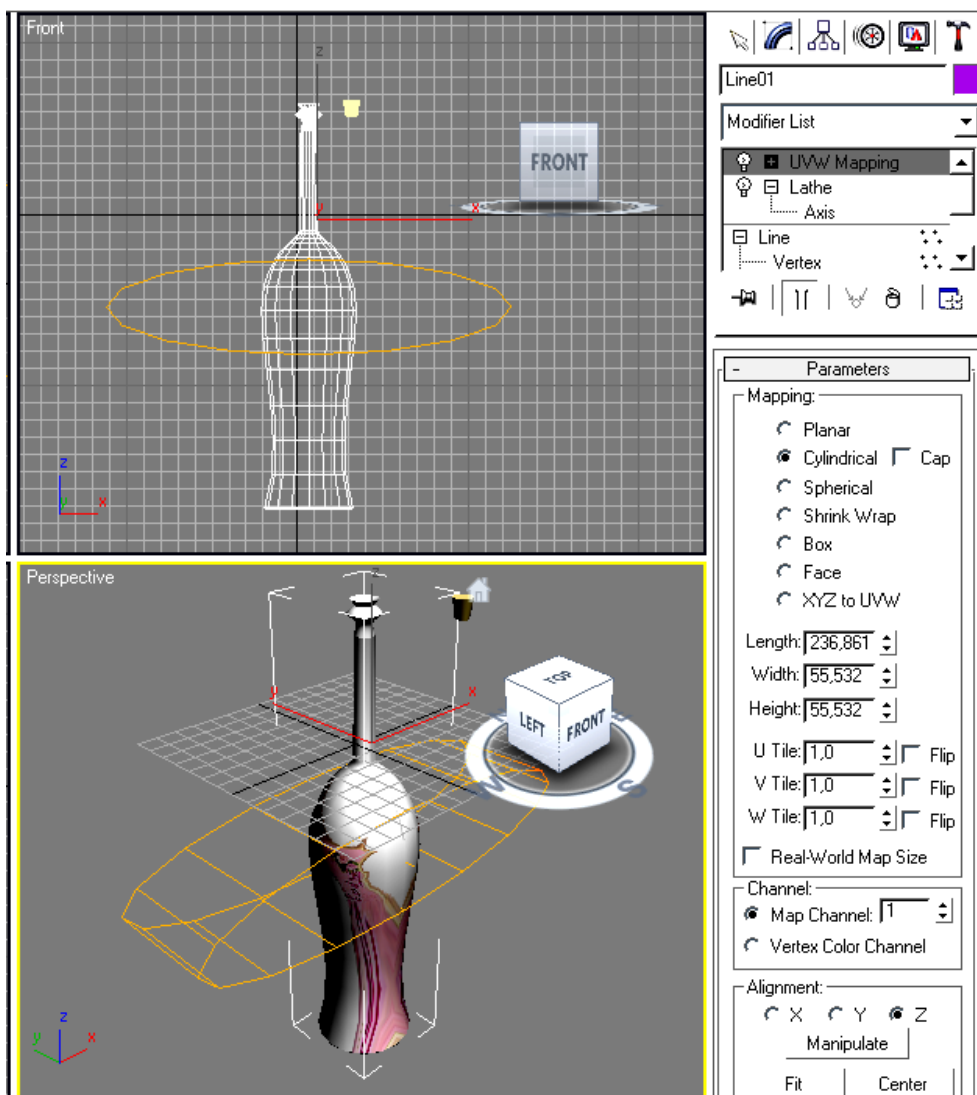 Front
z
FRONT
y x
z
y x
Perspective
z
TOP
LEFT FRONT
W S
y x
z
y x
Line01
Modifier List
UVW Mapping
Lathe
Axis
Line
Vertex
- Parameters
Mapping:
Planar
Cylindrical Cap
Spherical
Shrink Wrap
Box
Face
XYZ to UVW
Length: 236,861
Width: 55,532
Height: 55,532
U Tile: 1,0 Flip
V Tile: 1,0 Flip
W Tile: 1,0 Flip
Real-World Map Size
Channel:
Map Channel: 1
Vertex Color Channel
Alignment:
X Y Z
Manipulate
Fit Center